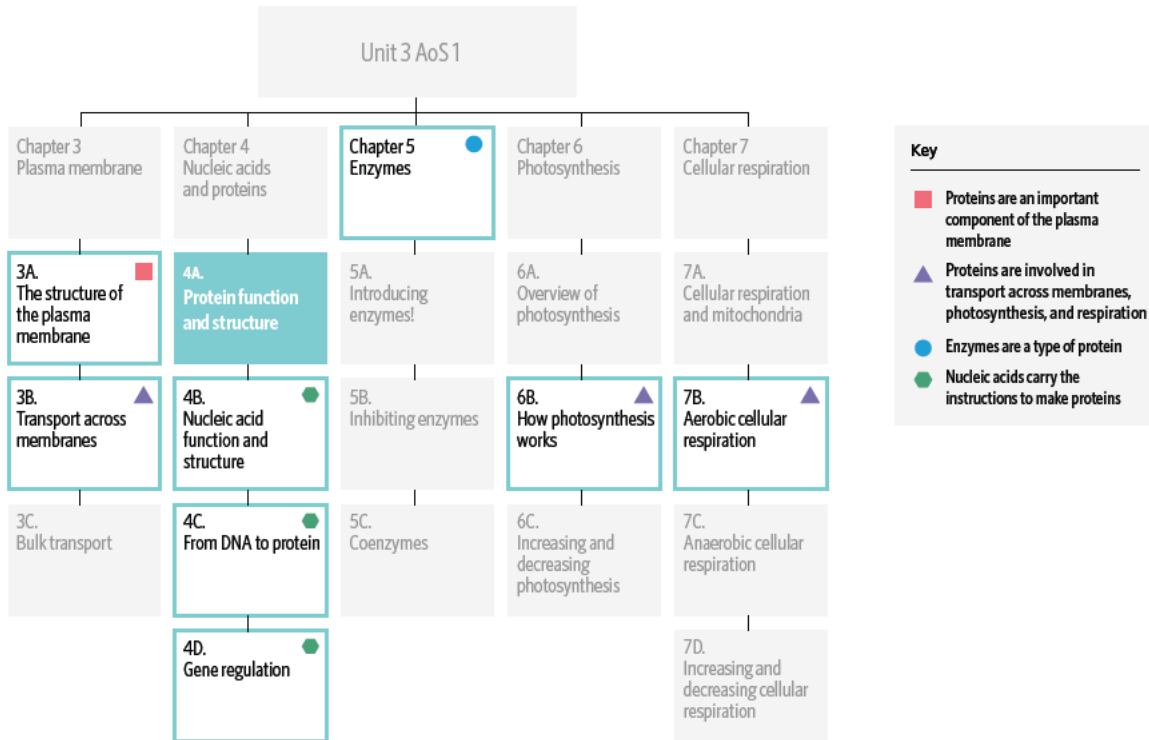 Unit 3 AoS 1
Chapter 3
Plasma membrane
Chapter 4
Nucleic acids
and proteins
Chapter 5
Enzymes
Chapter 6
Photosynthesis
Chapter 7
Cellular respiration
3A.
The structure of
the plasma
membrane
4A.
Protein function
and structure
5A.
Introducing
enzymes!
6A.
Overview of
photosynthesis
7A.
Cellular respiration
and mitochondria
3B.
Transport across
membranes
4B.
Nucleic acid
function and
structure
5B.
Inhibiting enzymes
6B.
How photosynthesis
works
7B.
Aerobic cellular
respiration
3C.
Bulk transport
4C.
From DNA to protein
5C.
Coenzymes
6C.
Increasing and
decreasing
photosynthesis
7C.
Anaerobic cellular
respiration
4D.
Gene regulation
7D.
Increasing and
decreasing cellular
respiration
Key
Proteins are an important
component of the plasma
membrane
Proteins are involved in
transport across membranes,
photosynthesis, and respiration
Enzymes are a type of protein
Nucleic acids carry the
instructions to make proteins